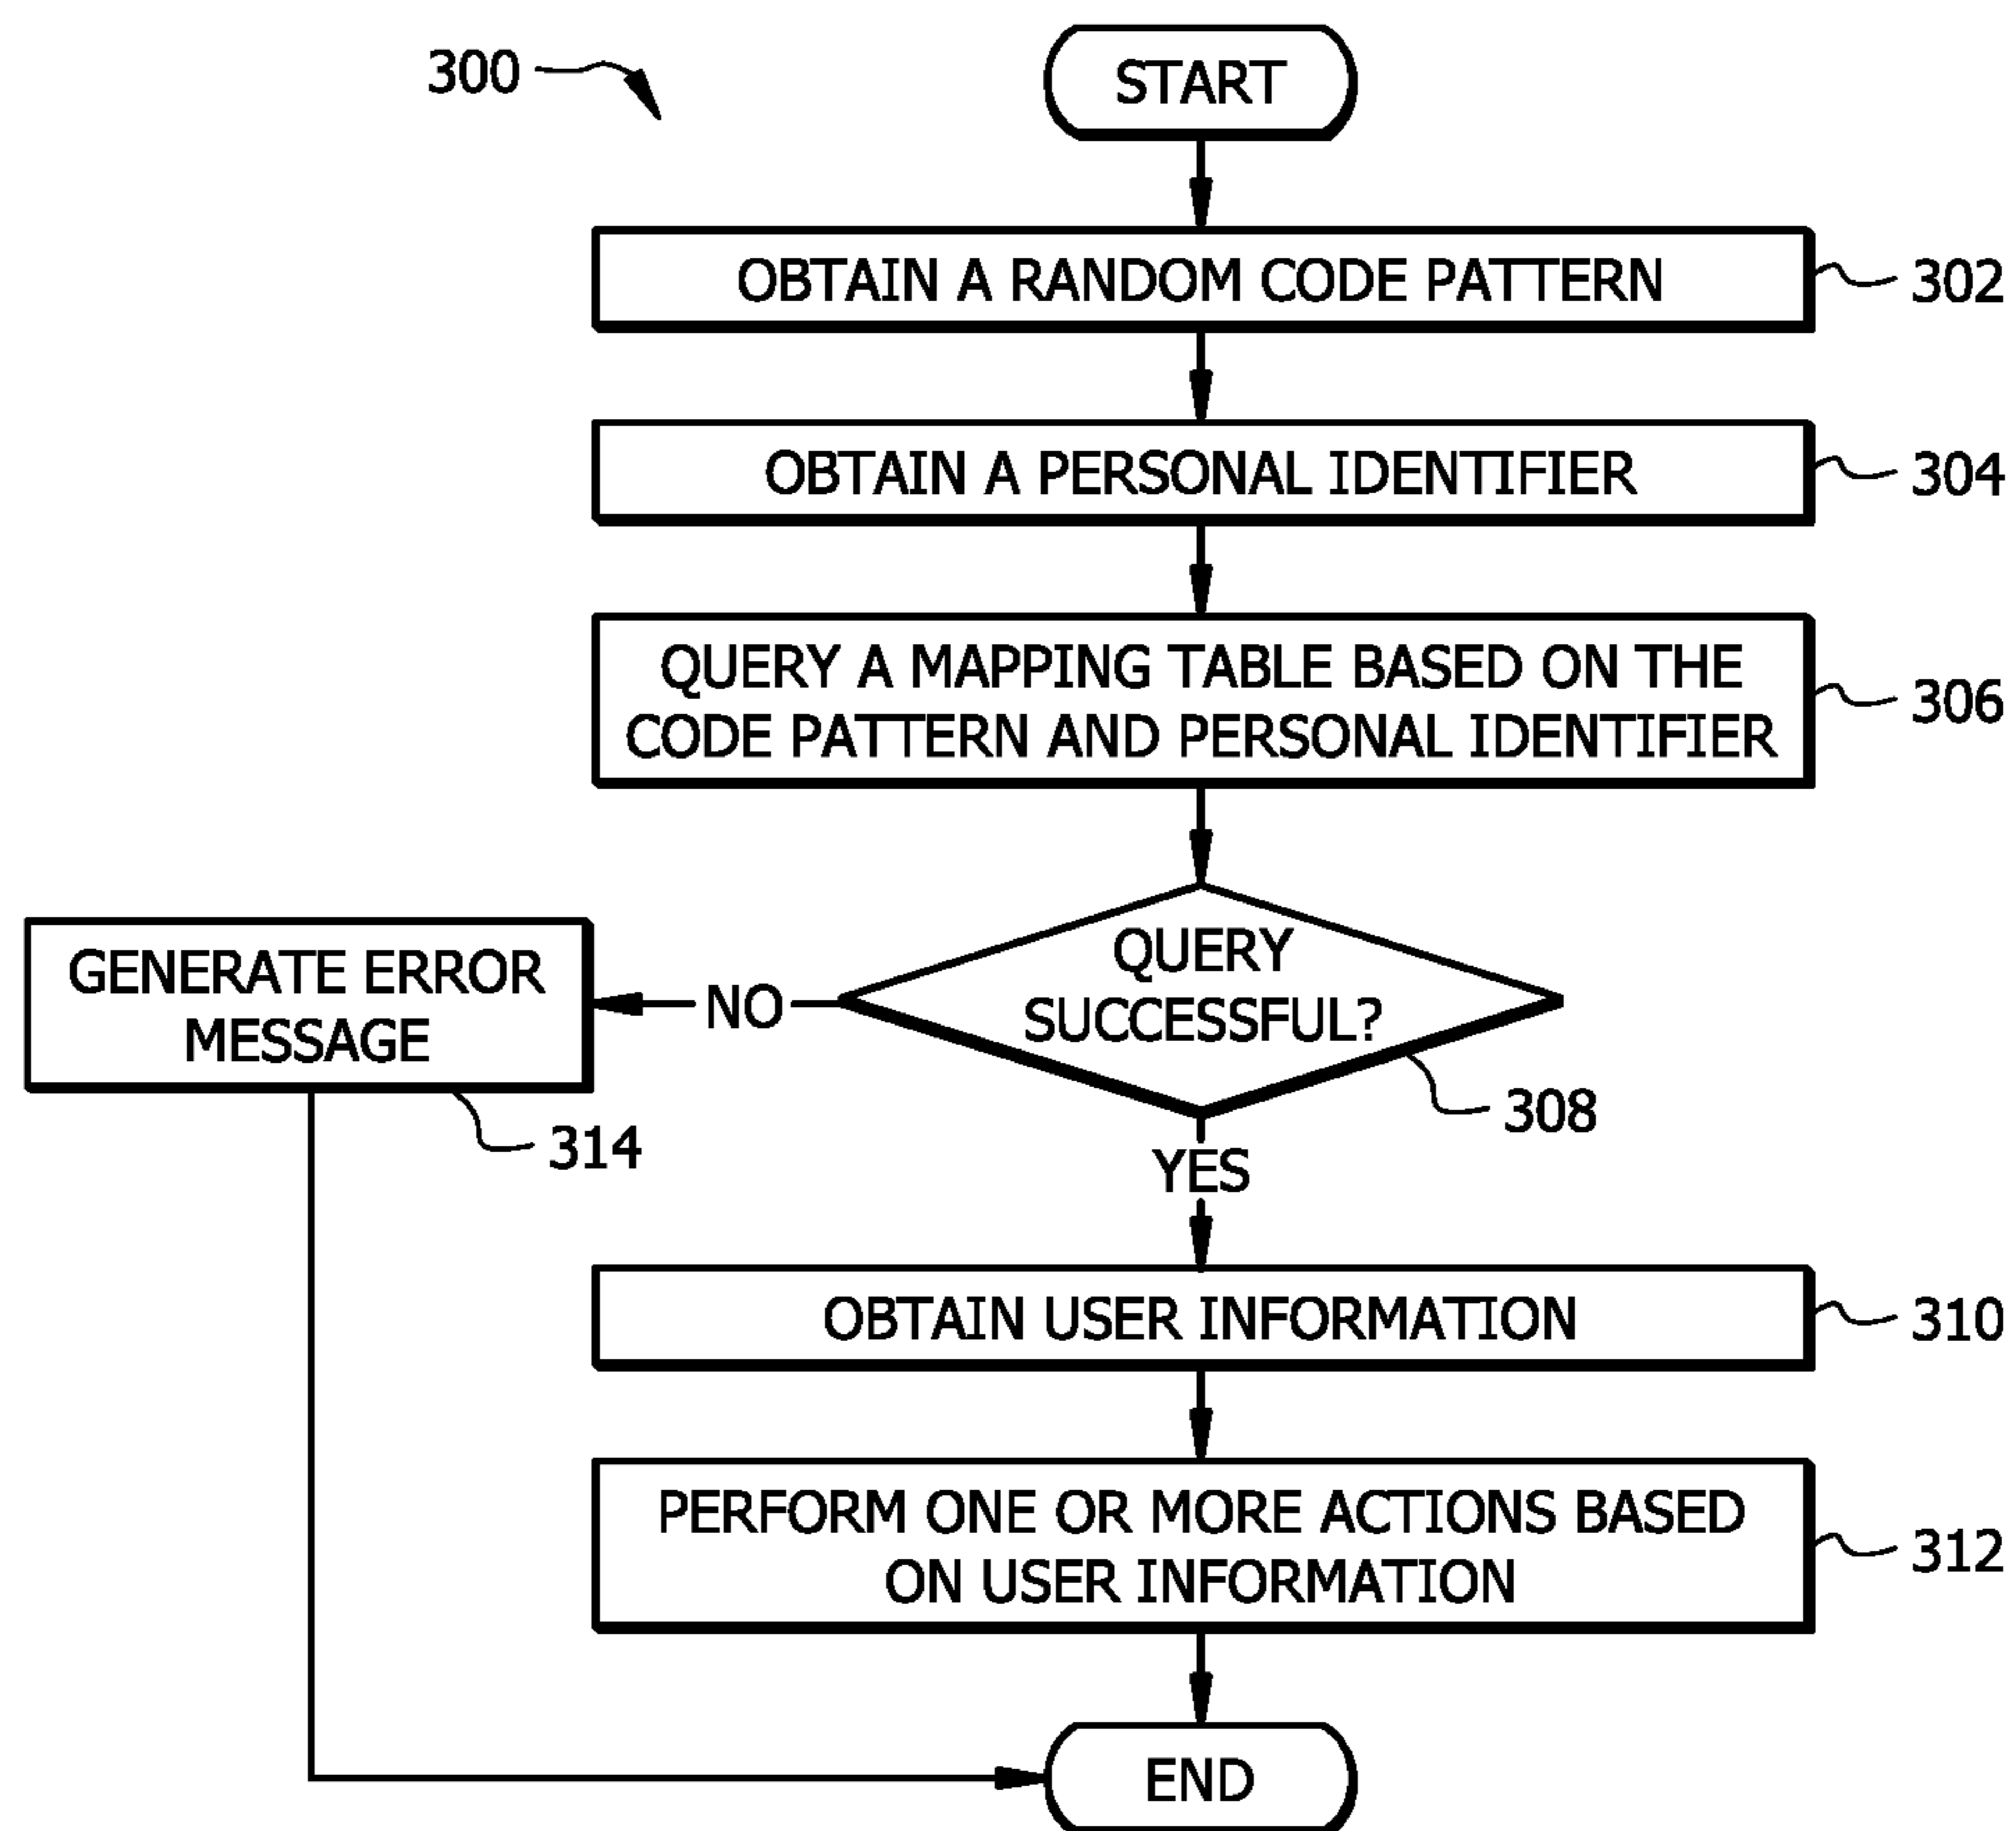 300
START
OBTAIN A RANDOM CODE PATTERN
302
OBTAIN A PERSONAL IDENTIFIER
304
QUERY A MAPPING TABLE BASED ON THE
CODE PATTERN AND PERSONAL IDENTIFIER
306
QUERY
SUCCESSFUL?
308
NO
GENERATE ERROR
MESSAGE
314
YES
OBTAIN USER INFORMATION
310
PERFORM ONE OR MORE ACTIONS BASED
ON USER INFORMATION
312
END